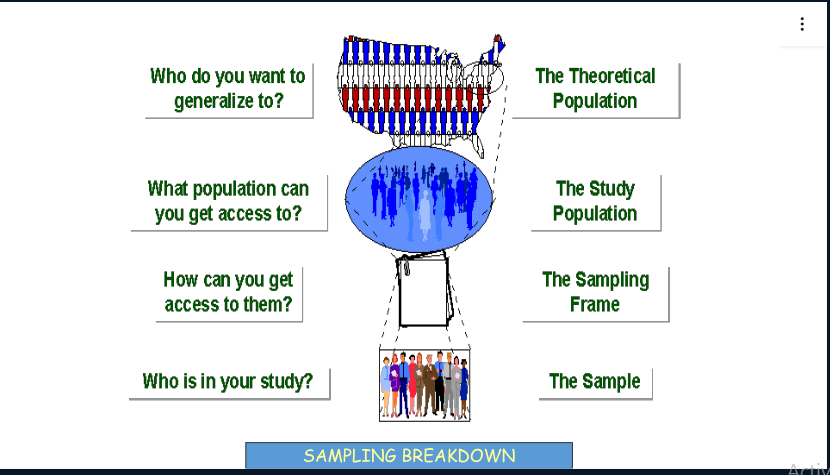 Who do you want to
generalize to?
The Theoretical
Population
What population can
you get access to?
The Study
Population
How can you get
access to them?
The Sampling
Frame
Who is in your study?
The Sample
SAMPLING BREAKDOWN